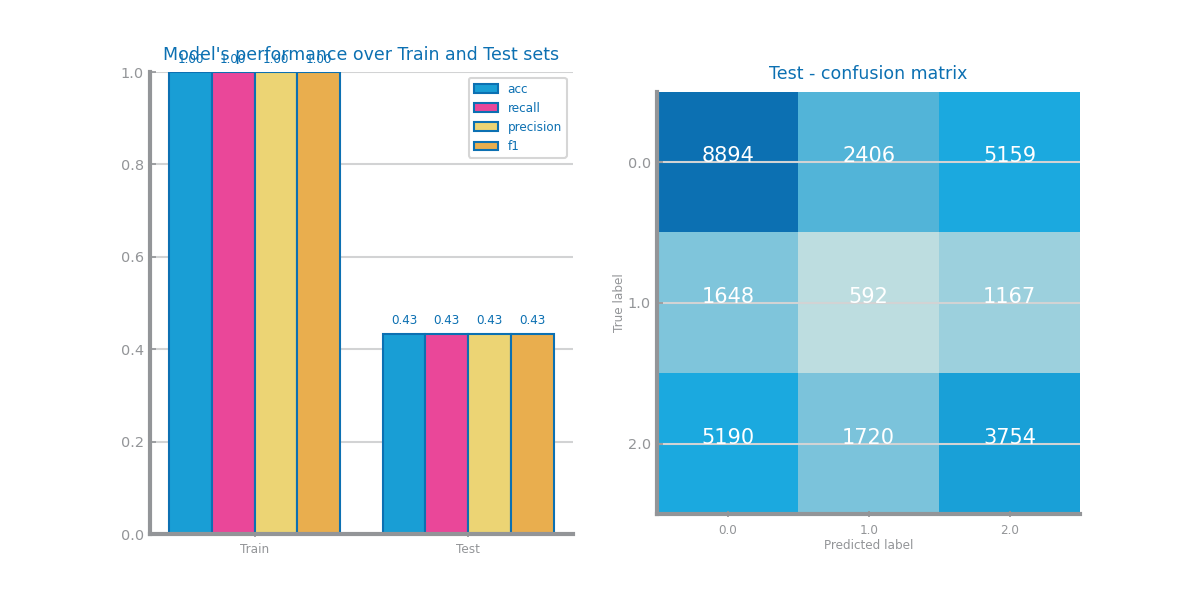 Model's performance over Train and Test sets
1.00 1.00 1.00 1.00
1.0
0.8
0.6
0.4
0.2
0.0
acc
recall
precision
f1
0.43 0.43 0.43 0.43
Train Test
Test - confusion matrix
True label
0.0 8894 2406 5159
1.0 1648 592 1167
2.0 5190 1720 3754
0.0 1.0 2.0
Predicted label